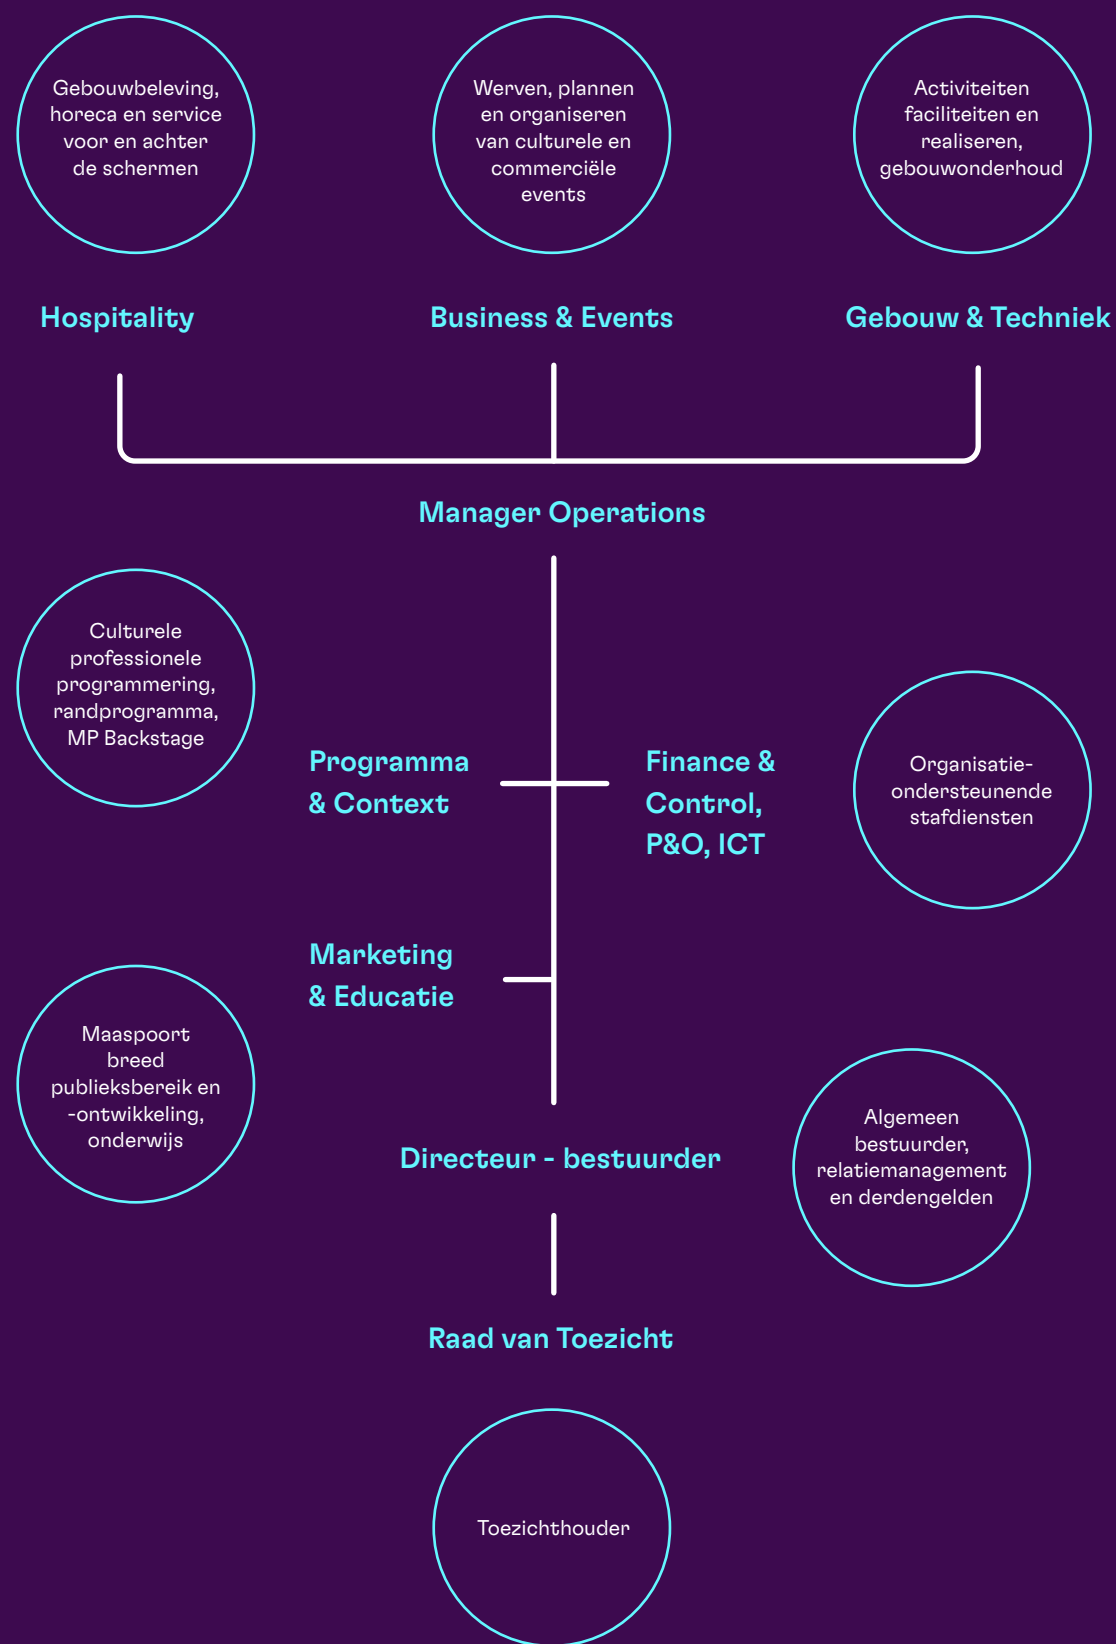 Gebouwbeleving,
horeca en service
voor en achter
de schermen
Werven, plannen
en organiseren
van culturele en
commerciële
events
Activiteiten
faciliteiten en
realiseren,
gebouwonderhoud
Hospitality
Business & Events
Gebouw & Techniek
Manager Operations
Culturele
professionele
programmering,
randprogramma,
MP Backstage
Programma
& Context
Finance &
Control,
P&O, ICT
Organisatie-
ondersteunende
stafdiensten
Marketing
& Educatie
Maaspoort
breed
publieksbereik en
-ontwikkeling,
onderwijs
Directeur - bestuurder
Algemeen
bestuurder,
relatiemanagement
en derdengelden
Raad van Toezicht
Toezichthouder